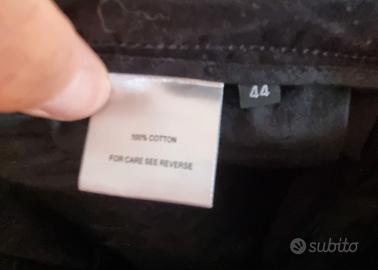 44
100% COTTON
FOR CARE SEE REVERSE
subito